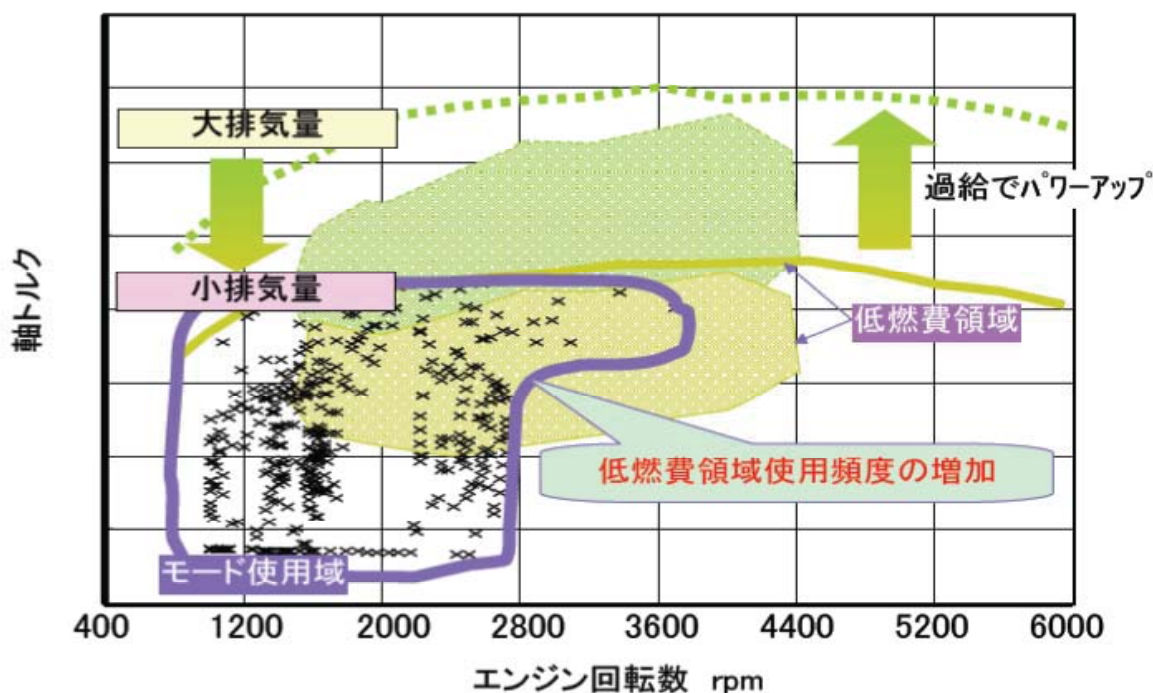 大排気量
過給でパワーアップ
小排気量
低燃費領域
軸トルク
低燃費領域使用頻度の増加
モード使用域
400 1200 2000 2800 3600 4400 5200 6000
エンジン回転数 rpm